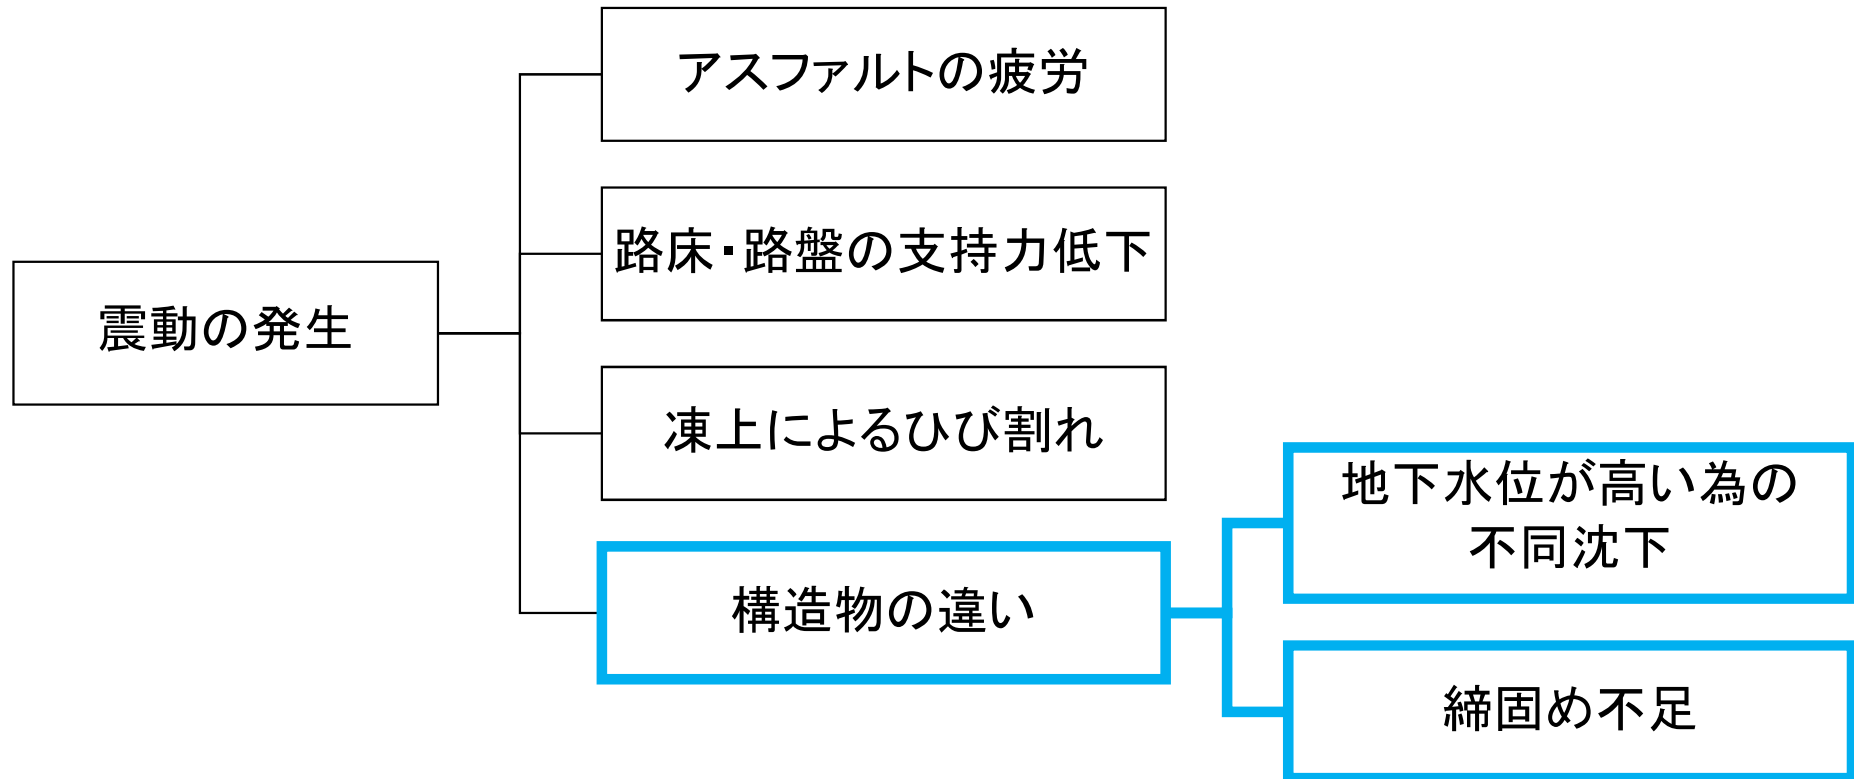 アスファルトの疲労
路床・路盤の支持力低下
震動の発生
凍上によるひび割れ
地下水位が高い為の
不同沈下
構造物の違い
締固め不足